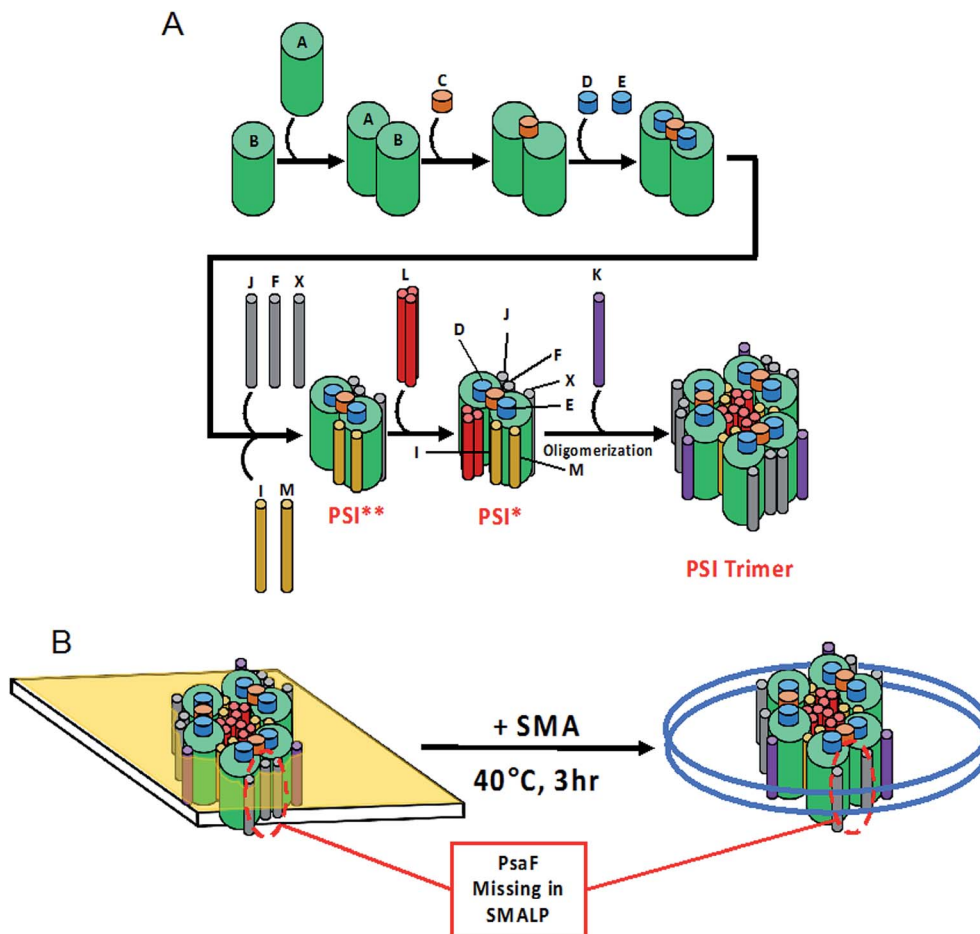 A
A
C
D E
B
A
B
J F X
L
K
J
D
F
X
E
I
M
Oligomerization
I M
PSI**
PSI*
PSI Trimer
B
+ SMA
40°C, 3hr
PsaF
Missing in
SMALP